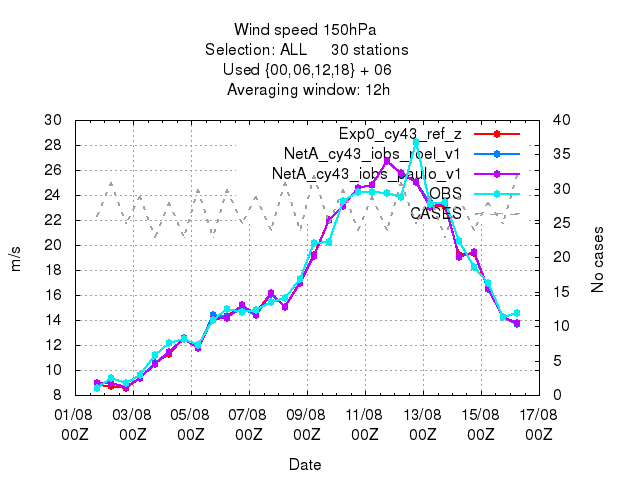 Wind speed 150hPa
Selection: ALL 30 stations
Used {00,06,12,18} + 06
Averaging window: 12h
30 40
28 35
26 30
24 25
22 20
20 15
18 10
16 5
14 0
12
10
8
Exp0_cy43_ref_z
NetA_cy43_iobs_roel_v1
NetA_cy43_iobs_paulo_v1
OBS
CASES
m/s
No cases
01/08 03/08 05/08 07/08 09/08 11/08 13/08 15/08 17/08
00Z 00Z 00Z 00Z 00Z 00Z 00Z 00Z 00Z
Date